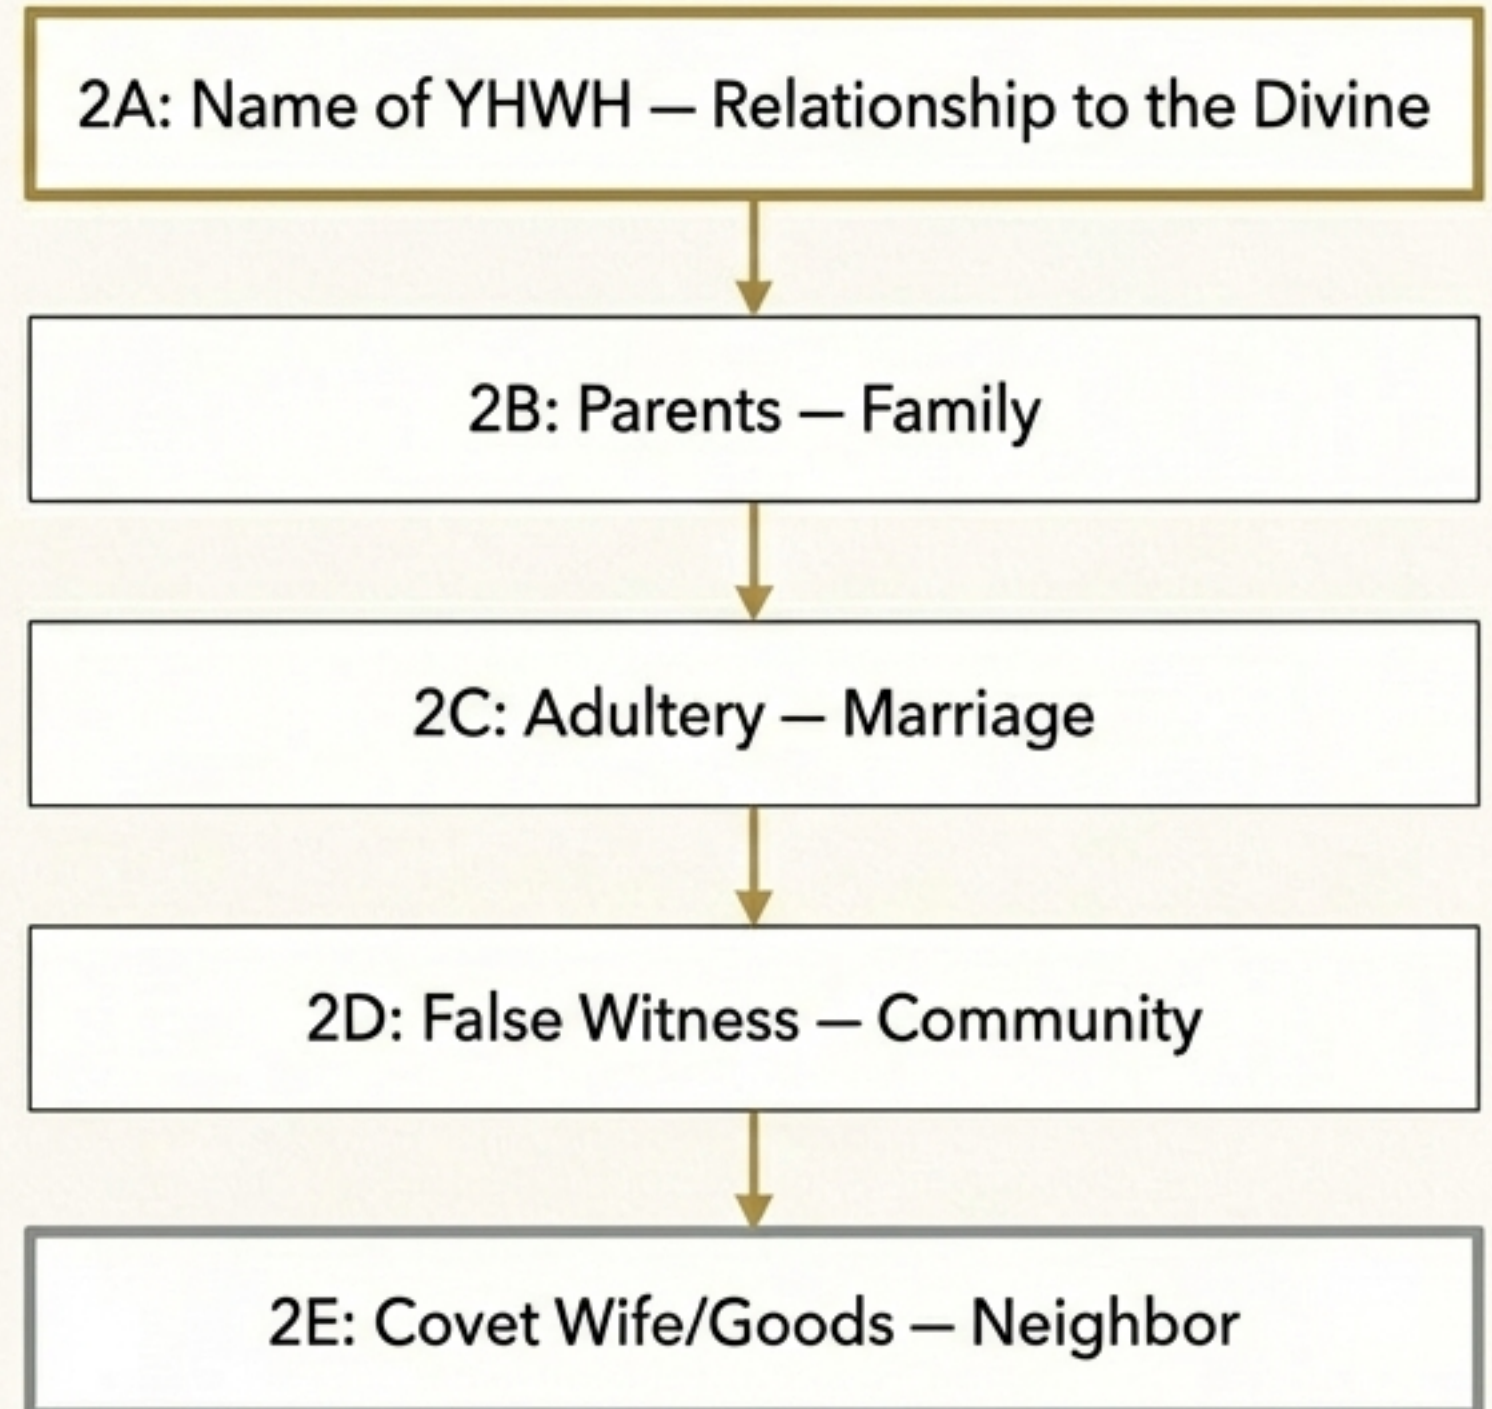 2A: Name of YHWH — Relationship to the Divine
2B: Parents — Family
2C: Adultery — Marriage
2D: False Witness — Community
2E: Covet Wife/Goods — Neighbor